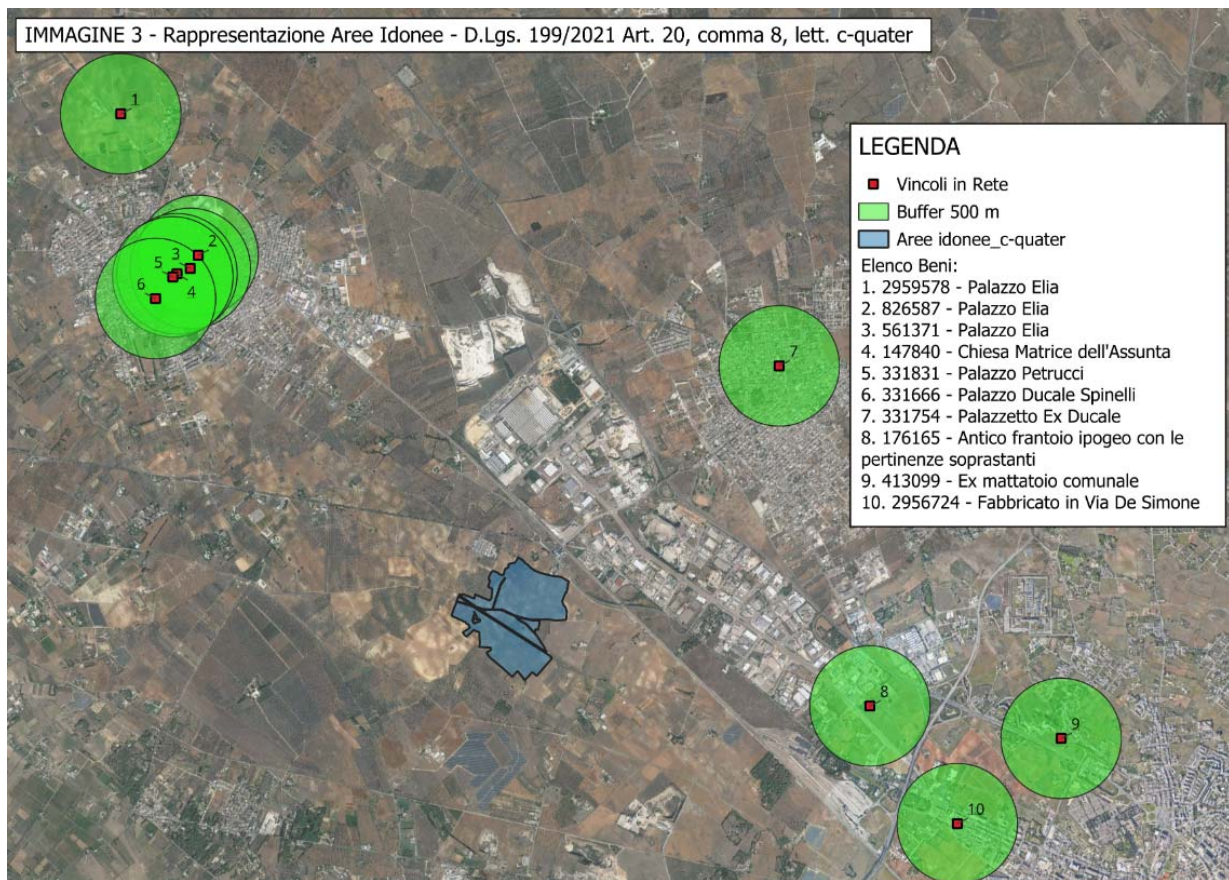 IMMAGINE 3 - Rappresentazione Aree Idonee - D.Lgs. 199/2021 Art. 20, comma 8, lett. c-quater
1
2
3
5
4
6
7
8
9
10
LEGENDA
Vincoli in Rete
Buffer 500 m
Aree idonee_c-quater
Elenco Beni:
1. 2959578 - Palazzo Elia
2. 826587 - Palazzo Elia
3. 561371 - Palazzo Elia
4. 147840 - Chiesa Matrice dell'Assunta
5. 331831 - Palazzo Petrucci
6. 331666 - Palazzo Ducale Spinelli
7. 331754 - Palazzetto Ex Ducale
8. 176165 - Antico frantoio ipogeo con le
pertinenze soprastanti
9. 413099 - Ex mattatoio comunale
10. 2956724 - Fabbricato in Via De Simone